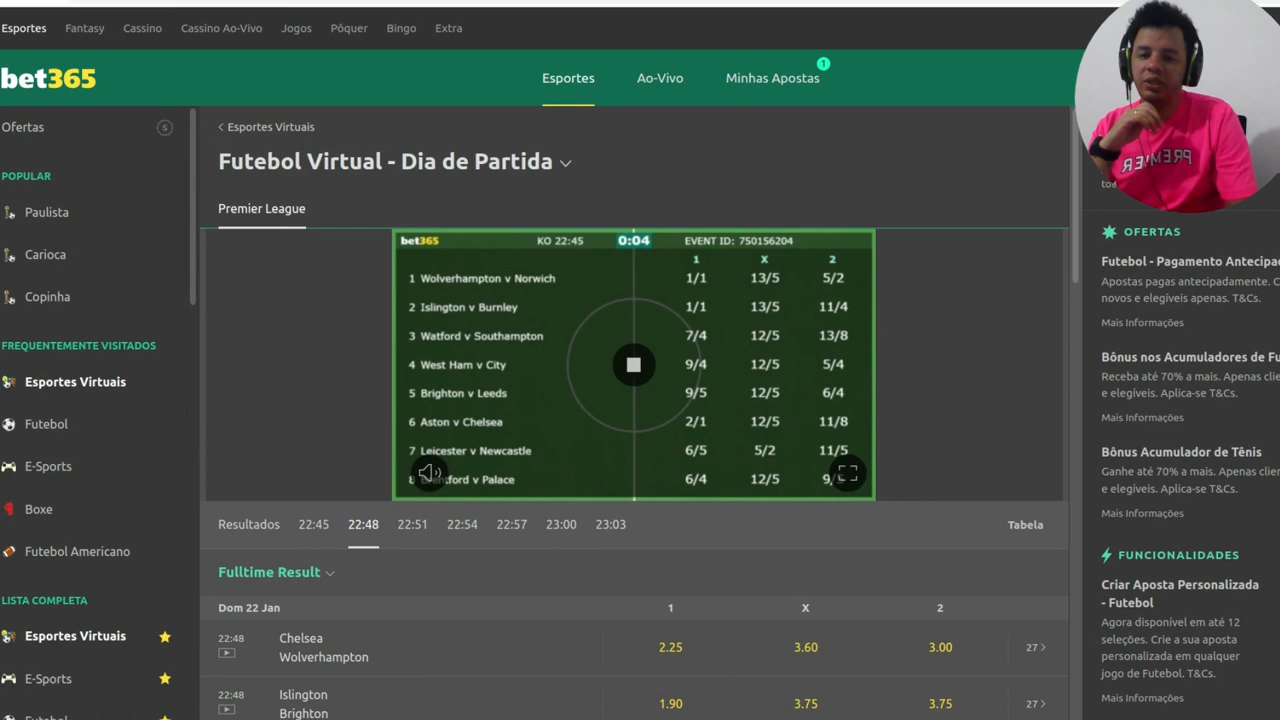 Esportes Fantasy Cassino Cassino Ao-Vivo Jogos Pôquer Bingo Extra
bet365
Esportes Ao-Vivo Minhas Apostas 1
Ofertas 5
POPULAR
Paulista
Carioca
Copinha
FREQUENTEMENTE VISITADOS
Esportes Virtuais
Futebol
E-Sports
Boxe
Futebol Americano
LISTA COMPLETA
Esportes Virtuais
E-Sports
Esportes Virtuais
Futebol Virtual - Dia de Partida
Premier League
bet365 KO 22:45 0:04 EVENT ID: 750156204
1 X 2
1 Wolverhampton v Norwich 1/1 13/5 5/2
2 Islington v Burnley 1/1 13/5 11/4
3 Watford v Southampton 7/4 12/5 13/8
4 West Ham v City 9/4 12/5 5/4
5 Brighton v Leeds 9/5 12/5 6/4
6 Aston v Chelsea 2/1 12/5 11/8
7 Leicester v Newcastle 6/5 5/2 11/5
v Palace 6/4 12/5
Resultados 22:45 22:48 22:51 22:54 22:57 23:00 23:03 Tabela
Fulltime Result
Dom 22 Jan 1 X 2
22:48 Chelsea
Wolverhampton 2.25 3.60 3.00 27
22:48 Islington
Brighton 1.90 3.75 3.75 27
PREMIER
OFERTAS
Futebol - Pagamento Antecipa
Apostas pagas antecipadamente. C
novos e elegíveis apenas. T&Cs.
Mais Informações
Bônus nos Acumuladores de Fu
Receba até 70% a mais. Apenas clie
e elegíveis. Aplica-se T&Cs.
Mais Informações
Bônus Acumulador de Tênis
Ganhe até 70% a mais. Apenas clien
e elegíveis. Aplica-se T&Cs.
Mais Informações
FUNCIONALIDADES
Criar Aposta Personalizada
- Futebol
Agora disponível em até 12
seleções. Crie a sua aposta
personalizada em qualquer
jogo de Futebol. T&Cs.
Mais Informações